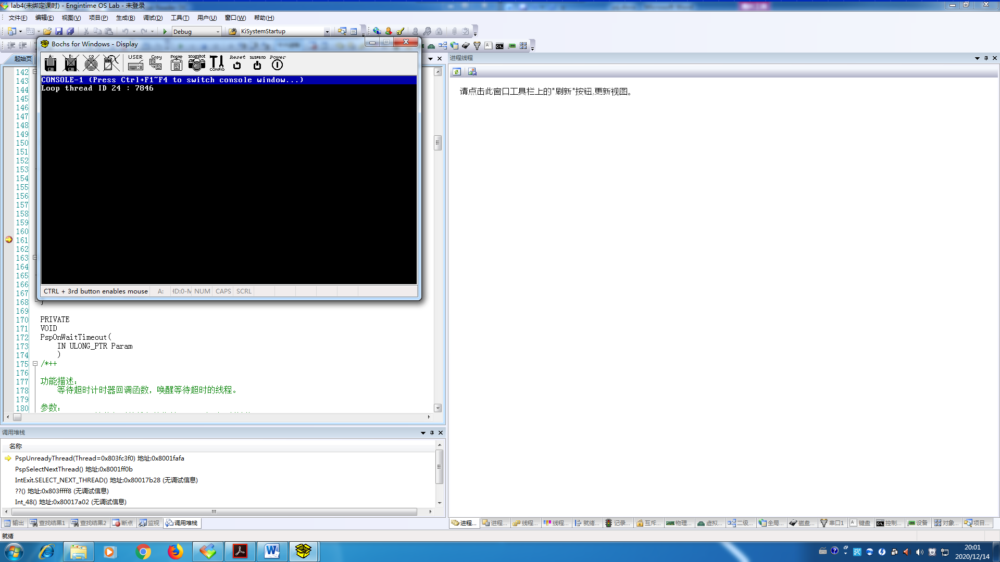 lab4(未绑定课时) - Engintime OS Lab - 未登录
文件(F) 编辑(E) 视图(V) 项目(P) 生成(B) 调试(D) 工具(T) 用户(U) 窗口(W) 帮助(H)
Debug KiSystemStartup
Bochs for Windows - Display
起始页
A: B: CD USER Copy Paste snapshot CONFIG Reset SUSPEND Power
CONSOLE-1 (Press Ctrl+F1~F4 to switch console window...)
Loop thread ID 24 : 7846
CTRL + 3rd button enables mouse A: HD:0-M NUM CAPS SCRL
142
143
144
145
146
147
148
149
150
151
152
153
154
155
156
157
158
159
160
161
162
163
164
165
166
167
168 }
169
170 PRIVATE
171 VOID
172 PspOnWaitTimeout(
173 IN ULONG_PTR Param
174 )
175 /*++
176
177 功能描述:
178 等待超时计时器回调函数，唤醒等待超时的线程。
179
180 参数:
进程线程
请点击此窗口工具栏上的"刷新"按钮,更新视图。
调用堆栈
名称
PspUnreadyThread(Thread=0x803fc3f0) 地址:0x8001fafa
PspSelectNextThread() 地址:0x8001ff0b
IntExit.SELECT_NEXT_THREAD() 地址:0x80017b28 (无调试信息)
??() 地址:0x803ffff8 (无调试信息)
Int_48() 地址:0x80017a02 (无调试信息)
输出 查找结果1 查找结果2 断点 监视 调用堆栈
进程... 进程... 线程... 线程... 就绪... 记录... 互斥... 物理... 虚拟... 二级... 全局... 磁盘... 串口1 键盘 控制... 设备 对象... 项目...
就绪
20:01
2020/12/14